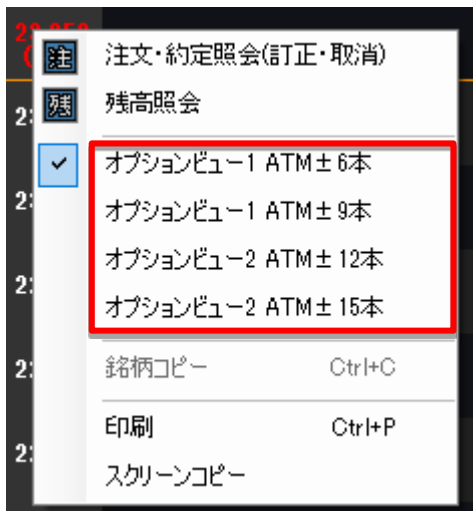 注
注文・約定照会(訂正・取消)
残
残高照会
オプションビュー1 ATM± 6本
オプションビュー1 ATM± 9本
オプションビュー2 ATM± 12本
オプションビュー2 ATM± 15本
銘柄コピー Ctrl+C
印刷 Ctrl+P
スクリーンコピー